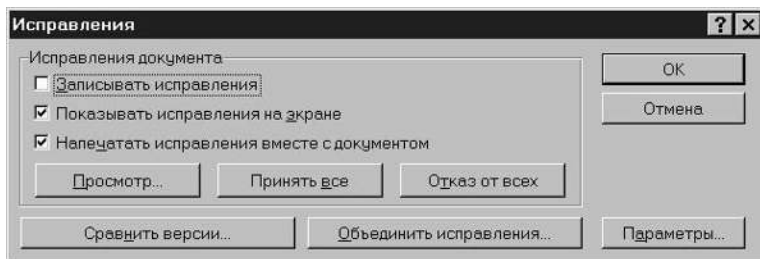 Исправления
Исправления документа
Записывать исправления
Показывать исправления на экране
Напечатать исправления вместе с документом
Просмотр... Принять все Отказ от всех
OK
Отмена
Сравнить версии... Объединить исправления... Параметры...